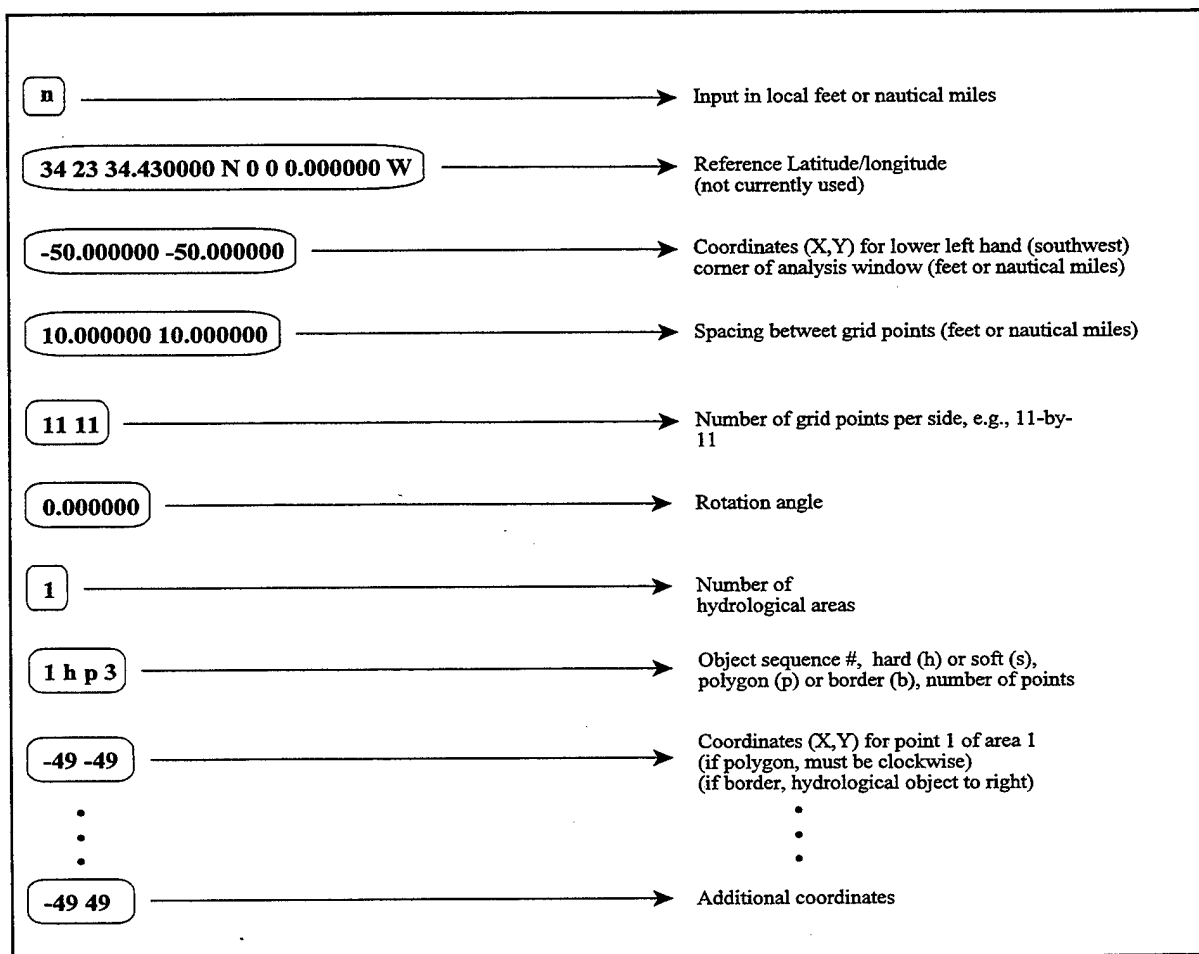 n
Input in local feet or nautical miles
34 23 34.430000 N 0 0 0.000000 W
Reference Latitude/longitude
(not currently used)
-50.000000 -50.000000
Coordinates (X,Y) for lower left hand (southwest)
corner of analysis window (feet or nautical miles)
10.000000 10.000000
Spacing betweet grid points (feet or nautical miles)
11 11
Number of grid points per side, e.g., 11-by-
11
0.000000
Rotation angle
1
Number of
hydrological areas
1 h p 3
Object sequence #, hard (h) or soft (s),
polygon (p) or border (b), number of points
-49 -49
Coordinates (X,Y) for point 1 of area 1
(if polygon, must be clockwise)
(if border, hydrological object to right)
-49 49
Additional coordinates